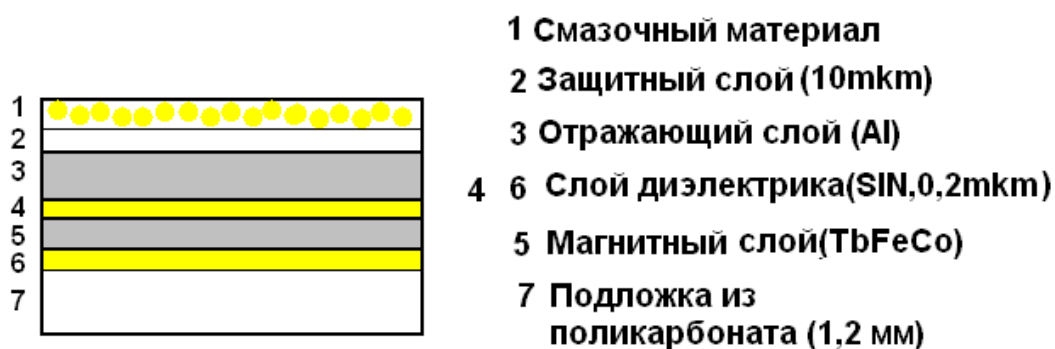 1
2
3
4
5
6
7
1 Смазочный материал
2 Защитный слой (10mkm)
3 Отражающий слой (Al)
4 6 Слой диэлектрика(SIN,0,2mkm)
5 Магнитный слой(TbFeCo)
7 Подложка из
поликарбоната (1,2 мм)